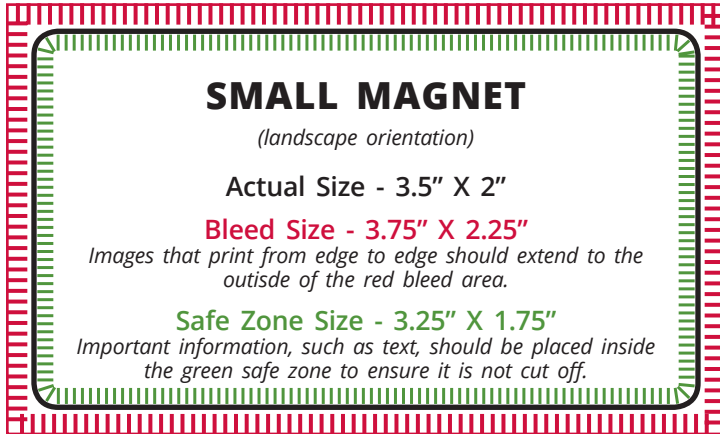 SMALL MAGNET
(landscape orientation)
Actual Size - 3.5” X 2”
Bleed Size - 3.75” X 2.25”
Images that print from edge to edge should extend to the
outisde of the red bleed area.
Safe Zone Size - 3.25” X 1.75”
Important information, such as text, should be placed inside
the green safe zone to ensure it is not cut off.